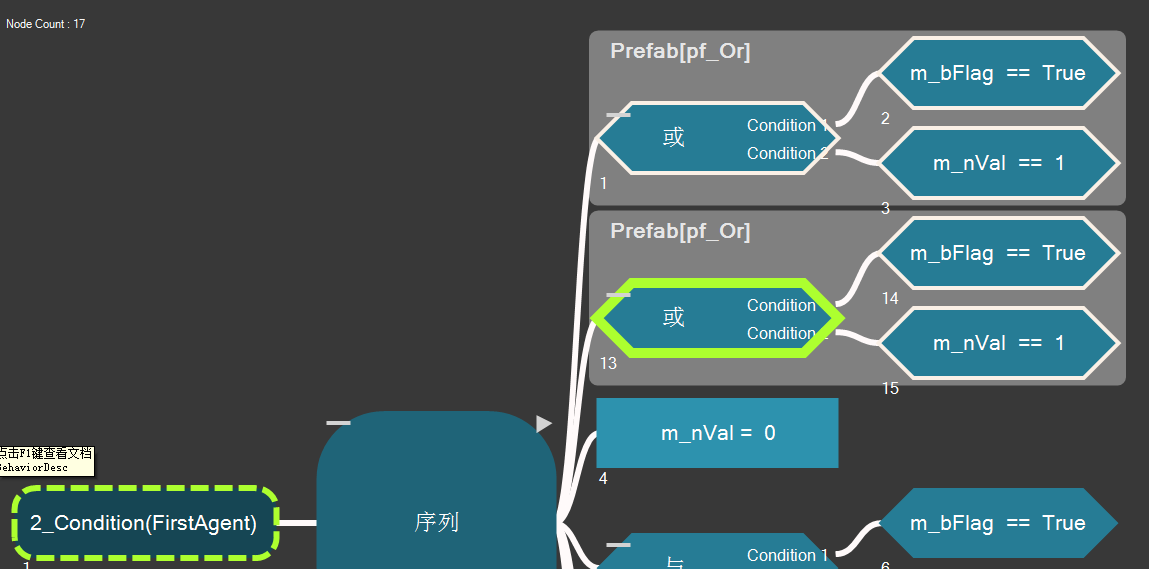 Node Count : 17
Prefab[pf_Or]
或
Condition 1
Condition 2
1
m_bFlag == True
2
m_nVal == 1
3
Prefab[pf_Or]
或
Condition
Condition
13
m_bFlag == True
14
m_nVal == 1
15
m_nVal = 0
4
点击F1键查看文档
BehaviorDesc
2_Condition(FirstAgent)
序列
与
Condition 1
m_bFlag == True